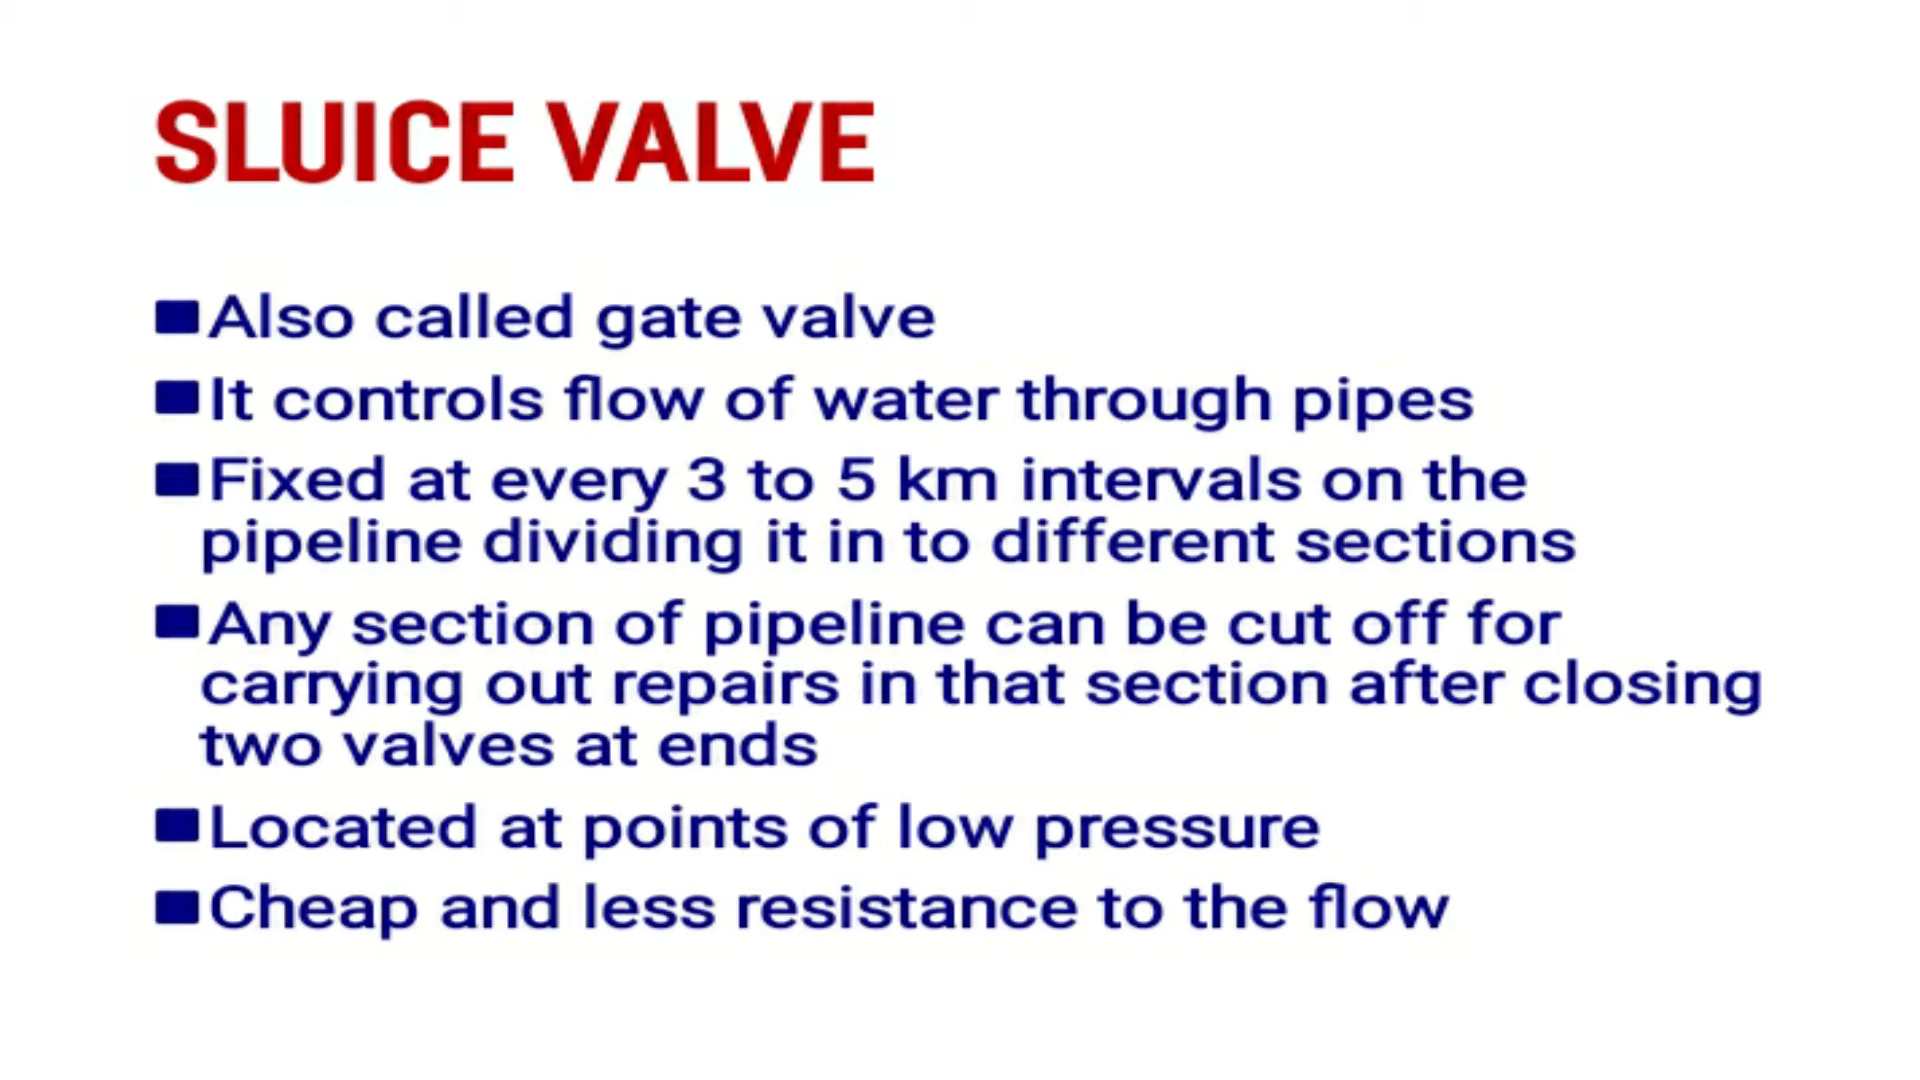 SLUICE VALVE
Also called gate valve
It controls flow of water through pipes
Fixed at every 3 to 5 km intervals on the
pipeline dividing it in to different sections
Any section of pipeline can be cut off for
carrying out repairs in that section after closing
two valves at ends
Located at points of low pressure
Cheap and less resistance to the flow